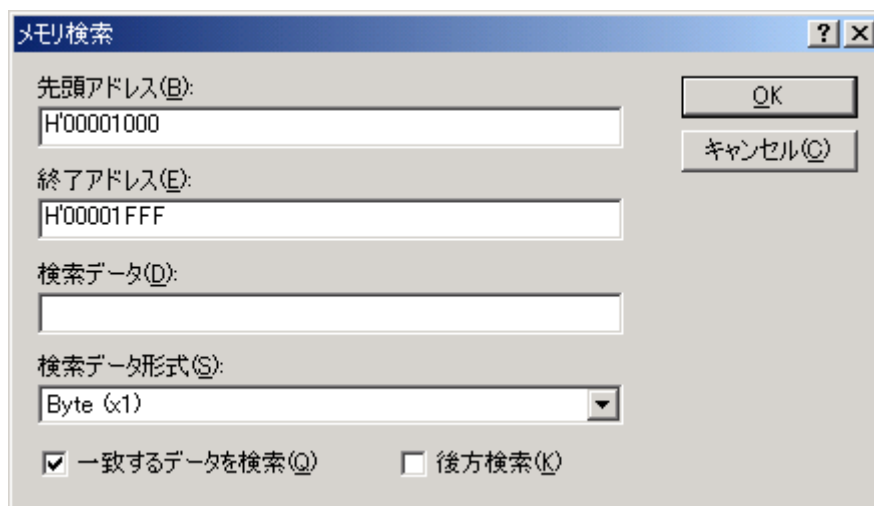 メモリ検索
先頭アドレス(B):
H'00001000
終了アドレス(E):
H'00001FFF
検索データ(D):
検索データ形式(S):
Byte (x1)
一致するデータを検索(Q) 後方検索(K)
OK
キャンセル(C)